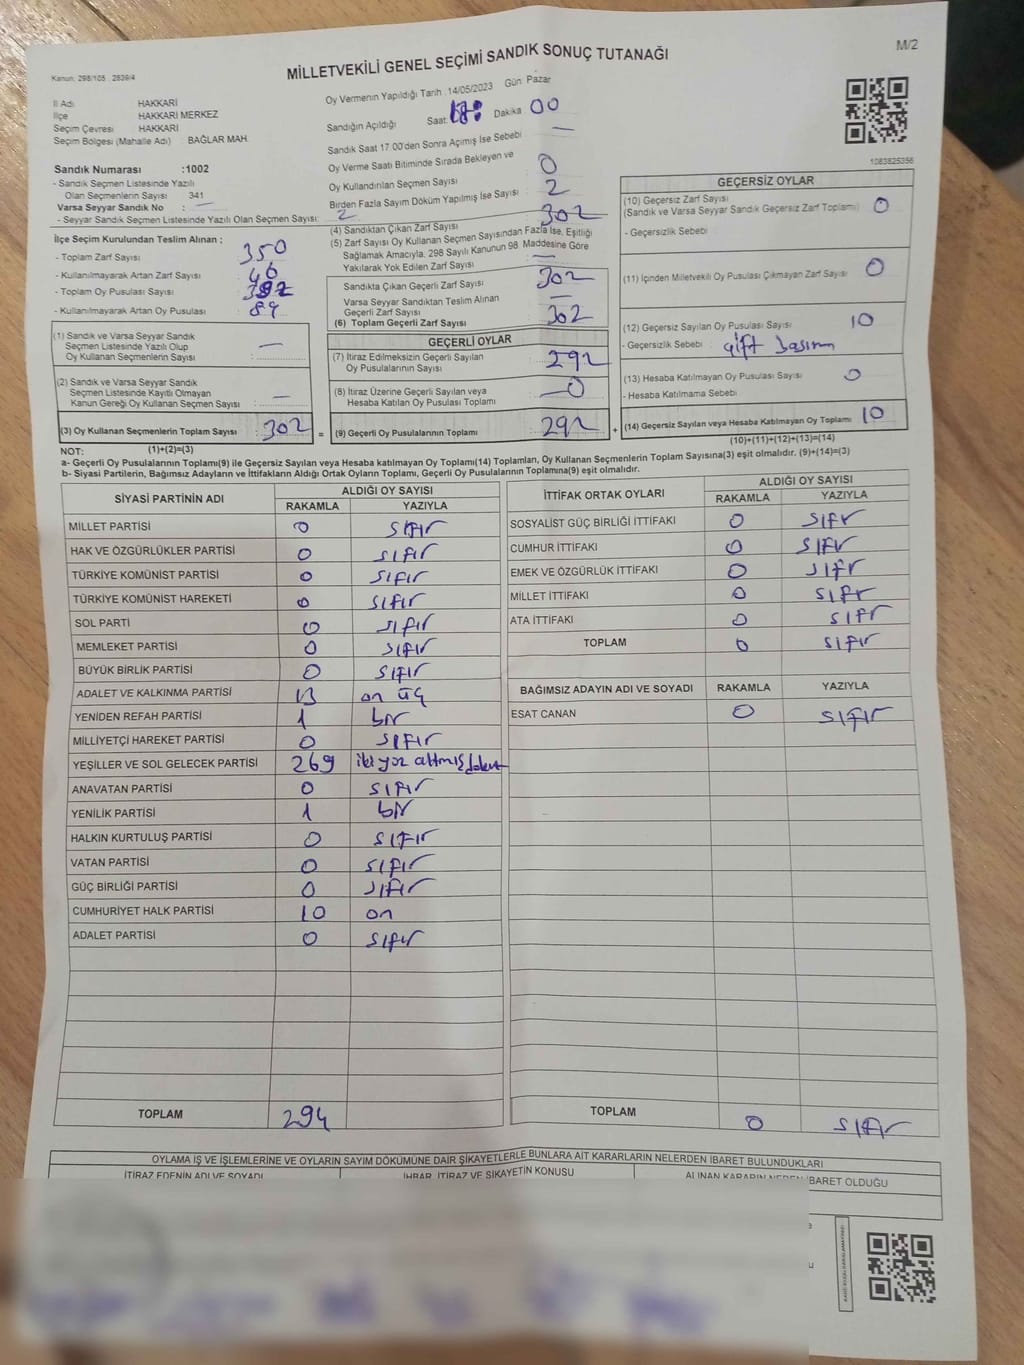 M/2
Kanun: 298/105 2839/4
MİLLETVEKİLİ GENEL SEÇİMİ SANDIK SONUÇ TUTANAĞI
İl Adı HAKKARİ
İlçe HAKKARİ MERKEZ
Seçim Çevresi HAKKARİ
Seçim Bölgesi (Mahalle Adı) BAĞLAR MAH.
Sandık Numarası :1002
- Sandık Seçmen Listesinde Yazılı
Olan Seçmenlerin Sayısı 341
Varsa Seyyar Sandık No : —
- Seyyar Sandık Seçmen Listesinde Yazılı Olan Seçmen Sayısı: 2
Oy Vermenin Yapıldığı Tarih : 14/05/2023 Gün: Pazar
Sandığın Açıldığı Saat: Dakika 00
Sandık Saat 17.00'den Sonra Açımış İse Sebebi —
Oy Verme Saati Bitiminde Sırada Bekleyen ve
Oy Kullandırılan Seçmen Sayısı 0
Birden Fazla Sayım Döküm Yapılmış İse Sayısı 2
(4) Sandıktan Çıkan Zarf Sayısı 302
(5) Zarf Sayısı Oy Kullanan Seçmen Sayısından Fazla İse, Eşitliği
Sağlamak Amacıyla, 298 Sayılı Kanunun 98 Maddesine Göre
Yakılarak Yok Edilen Zarf Sayısı —
Sandıkta Çıkan Geçerli Zarf Sayısı 302
Varsa Seyyar Sandıktan Teslim Alınan
Geçerli Zarf Sayısı —
(6) Toplam Geçerli Zarf Sayısı 302
1083825356
GEÇERSİZ OYLAR
(10) Geçersiz Zarf Sayısı
(Sandık ve Varsa Seyyar Sandık Geçersiz Zarf Toplamı) 0
- Geçersizlik Sebebi
(11) İçinden Milletvekili Oy Pusulası Çıkmayan Zarf Sayısı 0
(12) Geçersiz Sayılan Oy Pusulası Sayısı 10
- Geçersizlik Sebebi : çift basım
(13) Hesaba Katılmayan Oy Pusulası Sayısı 0
- Hesaba Katılmama Sebebi
(14) Geçersiz Sayılan veya Hesaba Katılmayan Oy Toplamı 10
(10)+(11)+(12)+(13)=(14)
İlçe Seçim Kurulundan Teslim Alınan ;
- Toplam Zarf Sayısı : 350
- Kullanılmayarak Artan Zarf Sayısı : 46
- Toplam Oy Pusulası Sayısı :
- Kullanılmayarak Artan Oy Pusulası : 89
(1) Sandık ve Varsa Seyyar Sandık
Seçmen Listesinde Yazılı Olup
Oy Kullanan Seçmenlerin Sayısı : —
(2) Sandık ve Varsa Seyyar Sandık
Seçmen Listesinde Kayıtlı Olmayan
Kanun Gereği Oy Kullanan Seçmen Sayısı : —
(3) Oy Kullanan Seçmenlerin Toplam Sayısı : 302 =
(1)+(2)=(3)
GEÇERLİ OYLAR
(7) İtiraz Edilmeksizin Geçerli Sayılan
Oy Pusulalarının Sayısı 292
(8) İtiraz Üzerine Geçerli Sayılan veya
Hesaba Katılan Oy Pusulası Toplamı —0
(9) Geçerli Oy Pusulalarının Toplamı 292 +
NOT:
a- Geçerli Oy Pusulalarının Toplamı(9) ile Geçersiz Sayılan veya Hesaba katılmayan Oy Toplamı(14) Toplamları, Oy Kullanan Seçmenlerin Toplam Sayısına(3) eşit olmalıdır. (9)+(14)=(3)
b- Siyasi Partilerin, Bağımsız Adayların ve İttifakların Aldığı Ortak Oyların Toplamı, Geçerli Oy Pusulalarının Toplamına(9) eşit olmalıdır.
SİYASİ PARTİNİN ADI ALDIĞI OY SAYISI
RAKAMLA YAZIYLA
MİLLET PARTİSİ 0 sıfır
HAK VE ÖZGÜRLÜKLER PARTİSİ 0 sıfır
TÜRKİYE KOMÜNİST PARTİSİ 0 sıfır
TÜRKİYE KOMÜNİST HAREKETİ 0 sıfır
SOL PARTİ 0 sıfır
MEMLEKET PARTİSİ 0 sıfır
BÜYÜK BİRLİK PARTİSİ 0 sıfır
ADALET VE KALKINMA PARTİSİ 13 on üç
YENİDEN REFAH PARTİSİ 1 bir
MİLLİYETÇİ HAREKET PARTİSİ 0 sıfır
YEŞİLLER VE SOL GELECEK PARTİSİ 269 iki yüz altmış dokuz
ANAVATAN PARTİSİ 0 sıfır
YENİLİK PARTİSİ 1 bir
HALKIN KURTULUŞ PARTİSİ 0 sıfır
VATAN PARTİSİ 0 sıfır
GÜÇ BİRLİĞİ PARTİSİ 0 sıfır
CUMHURİYET HALK PARTİSİ 10 on
ADALET PARTİSİ 0 sıfır
TOPLAM 294
İTTİFAK ORTAK OYLARI ALDIĞI OY SAYISI
RAKAMLA YAZIYLA
SOSYALİST GÜÇ BİRLİĞİ İTTİFAKI 0 sıfır
CUMHUR İTTİFAKI 0 sıfır
EMEK VE ÖZGÜRLÜK İTTİFAKI 0 sıfır
MİLLET İTTİFAKI 0 sıfır
ATA İTTİFAKI 0 sıfır
TOPLAM 0 sıfır
BAĞIMSIZ ADAYIN ADI VE SOYADI RAKAMLA YAZIYLA
ESAT CANAN 0 sıfır
TOPLAM 0 sıfır
OYLAMA İŞ VE İŞLEMLERİNE VE OYLARIN SAYIM DÖKÜMÜNE DAİR ŞİKAYETLERLE BUNLARA AİT KARARLARIN NELERDEN İBARET BULUNDUKLARI
İTİRAZ EDENİN ADI VE SOYADI İHBAR, İTİRAZ VE ŞİKAYETİN KONUSU ALINAN KARARIN NEDEN İBARET OLDUĞU